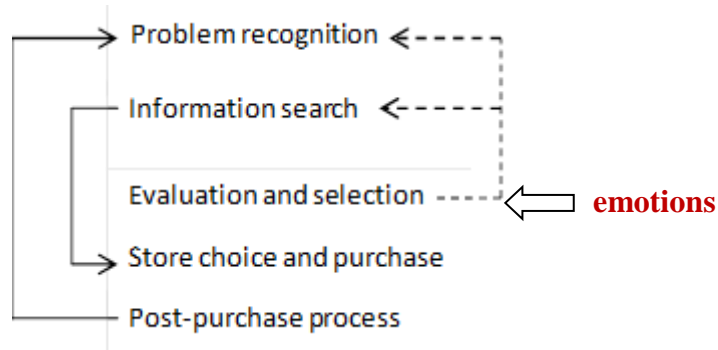 Problem recognition
Information search
Evaluation and selection
emotions
Store choice and purchase
Post-purchase process